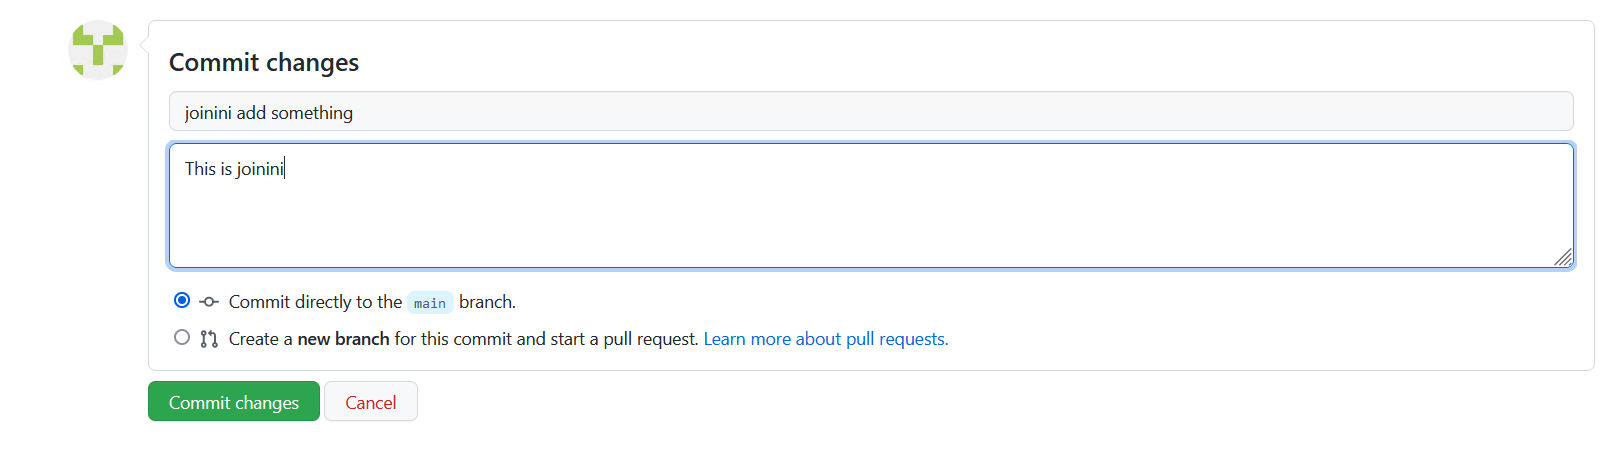 Commit changes
joinini add something
This is joinini
Commit directly to the main branch.
Create a new branch for this commit and start a pull request. Learn more about pull requests.
Commit changes Cancel